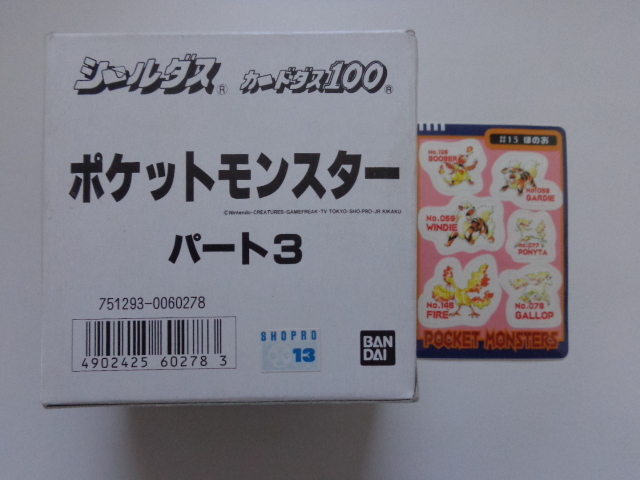 シールダス® カードダス100®
ポケットモンスター
©Nintendo・CREATURES・GAMEFREAK・TV TOKYO・SHO-PRO・JR KIKAKU
パート3
751293-0060278
4902425 60278 3
SHOPRO
13
BAN
DAI
#13 ほのお
No.126
BOOBER
No.058
GARDIE
No.059
WINDIE
No.077
PONYTA
No.146
FIRE
No.078
GALLOP
POCKET MONSTERS